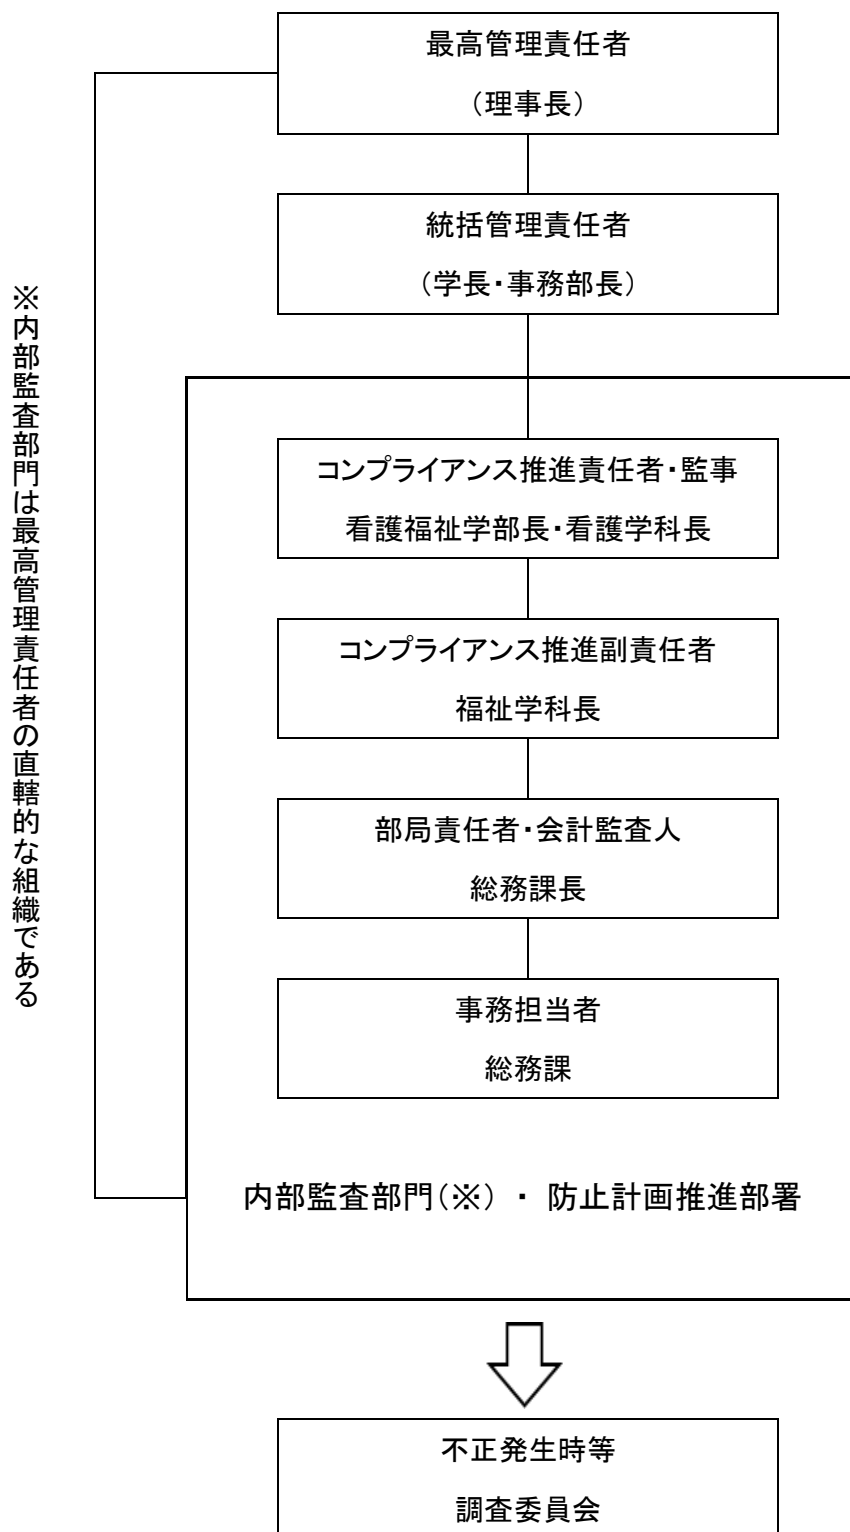 最高管理責任者
（理事長）
統括管理責任者
（学長・事務部長）
※内部監査部門は最高管理責任者の直轄的な組織である
コンプライアンス推進責任者・監事
看護福祉学部長・看護学科長
コンプライアンス推進副責任者
福祉学科長
部局責任者・会計監査人
総務課長
事務担当者
総務課
内部監査部門（※） ・ 防止計画推進部署
不正発生時等
調査委員会